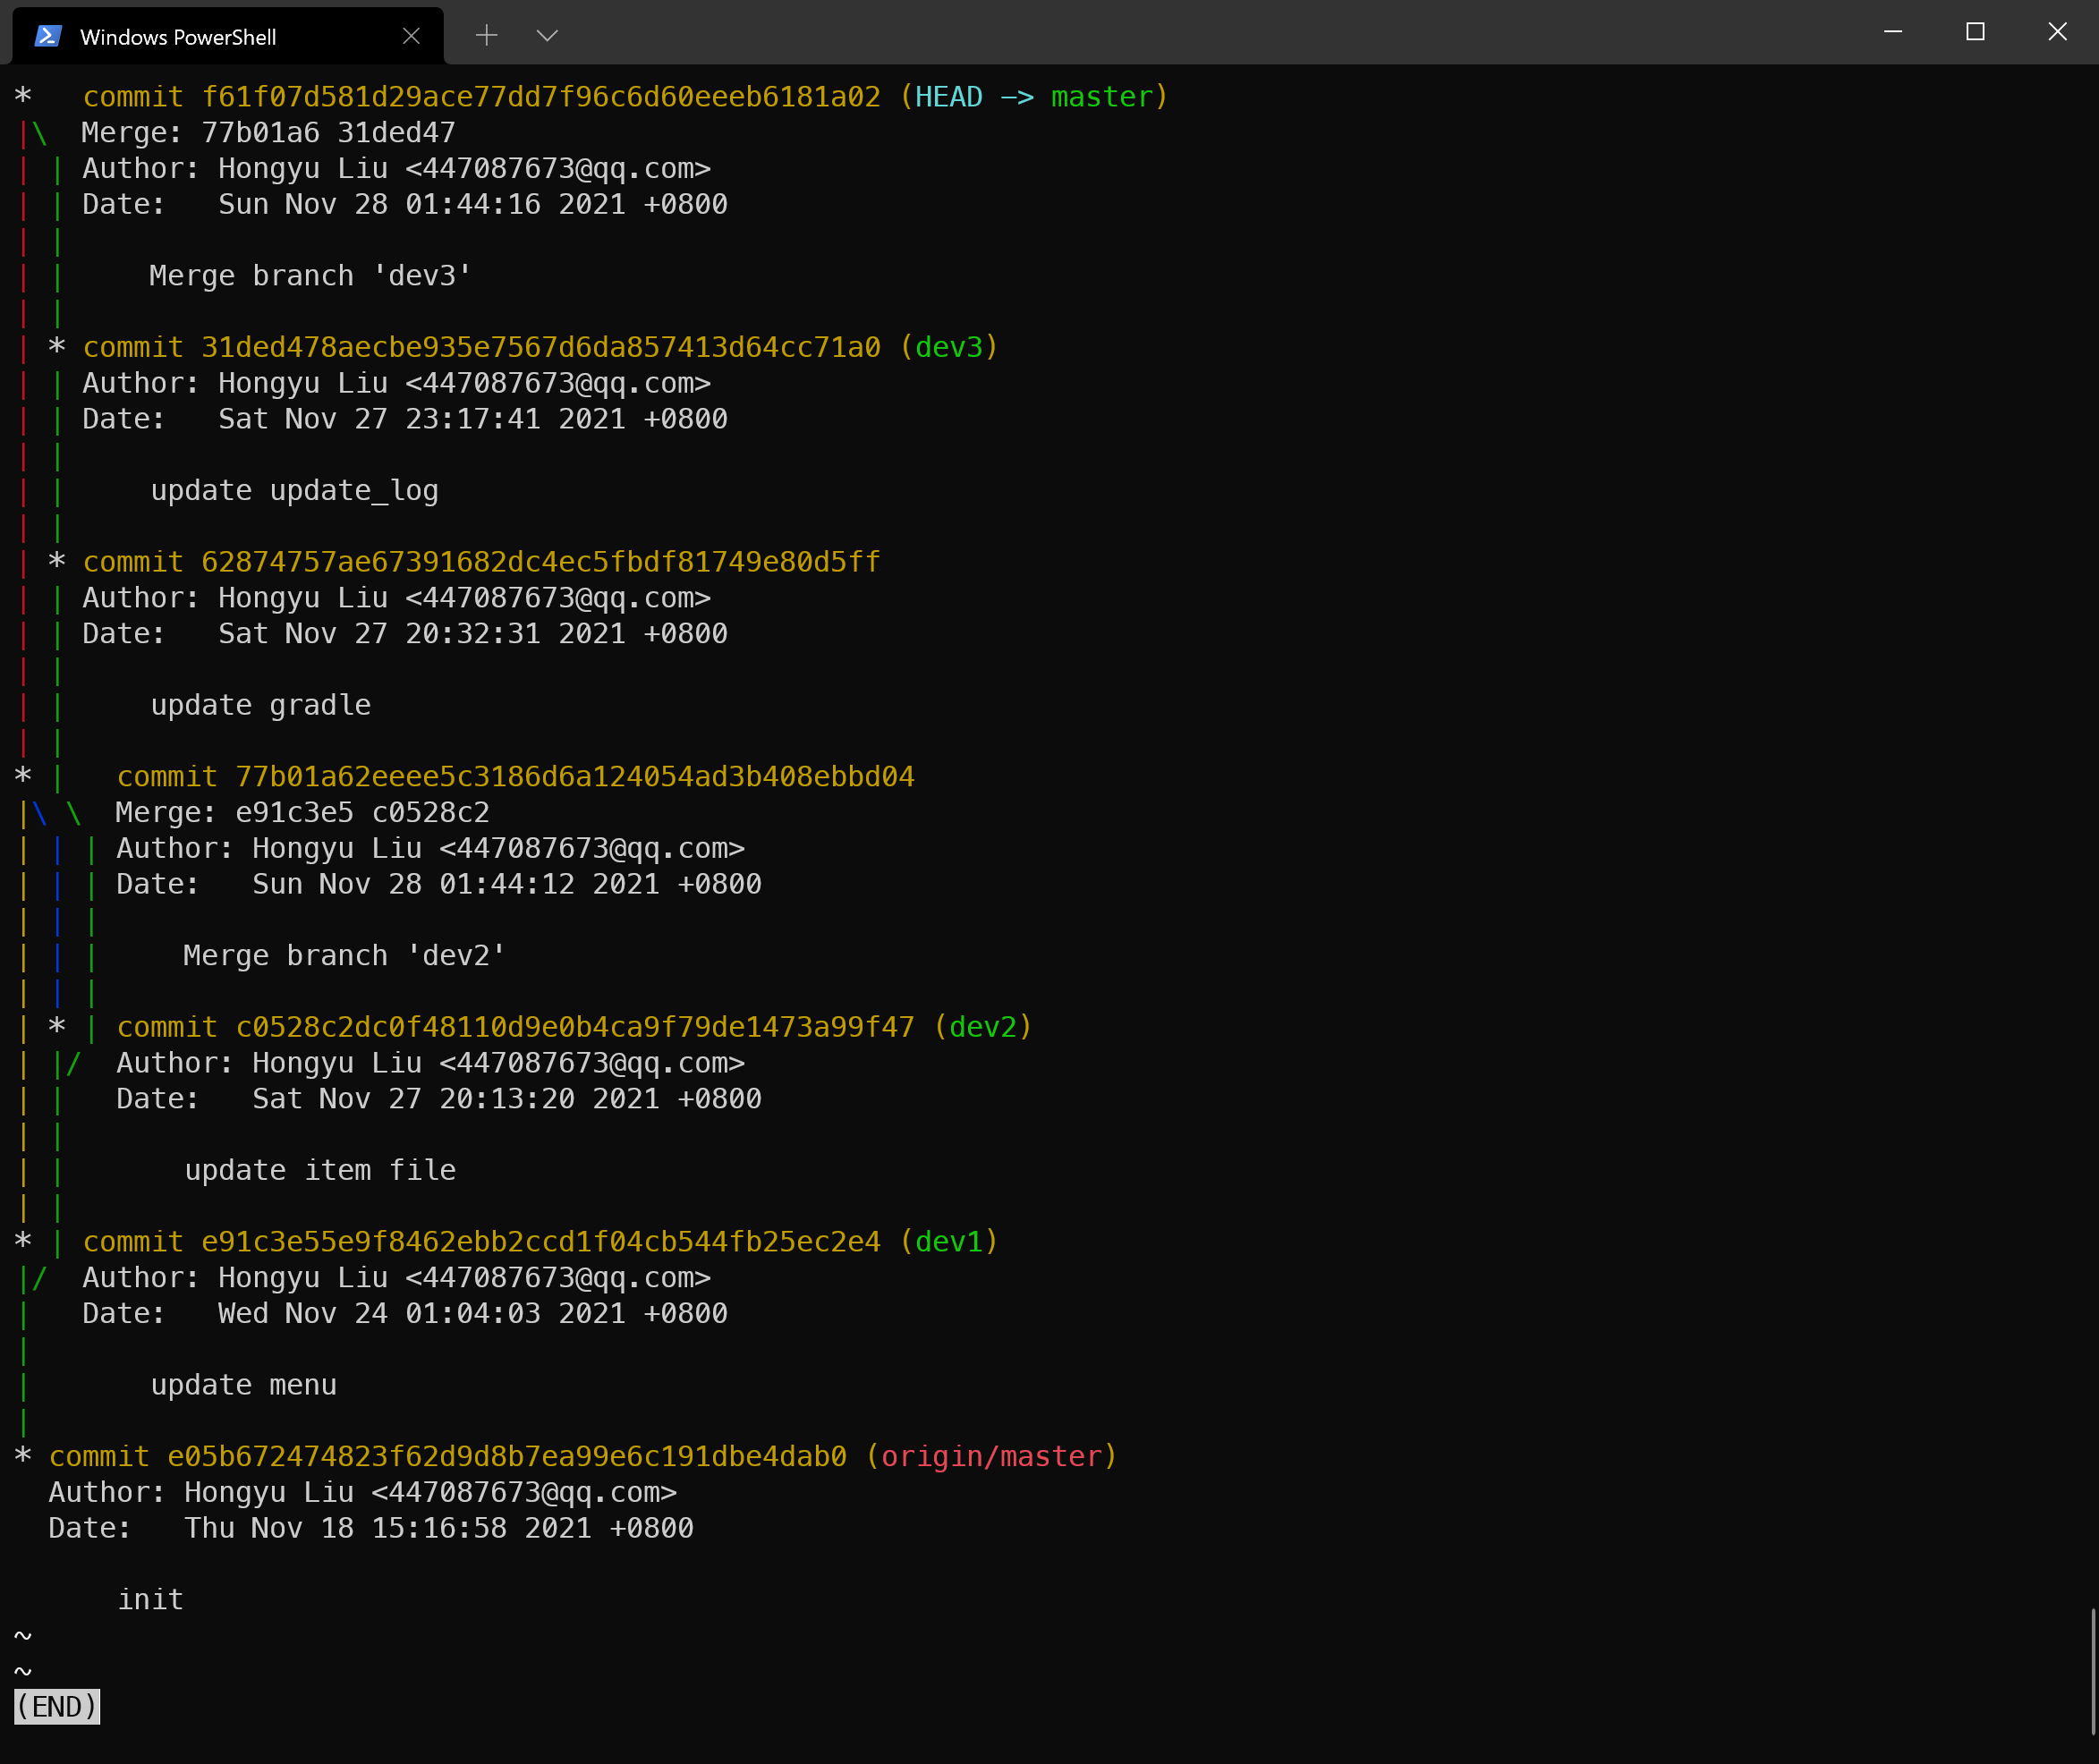 Windows PowerShell
*   commit f61f07d581d29ace77dd7f96c6d60eeeb6181a02 (HEAD -> master)
|\  Merge: 77b01a6 31ded47
| | Author: Hongyu Liu <447087673@qq.com>
| | Date:   Sun Nov 28 01:44:16 2021 +0800
| |
| |     Merge branch 'dev3'
| |
| * commit 31ded478aecbe935e7567d6da857413d64cc71a0 (dev3)
| | Author: Hongyu Liu <447087673@qq.com>
| | Date:   Sat Nov 27 23:17:41 2021 +0800
| |
| |     update update_log
| |
| * commit 62874757ae67391682dc4ec5fbdf81749e80d5ff
| | Author: Hongyu Liu <447087673@qq.com>
| | Date:   Sat Nov 27 20:32:31 2021 +0800
| |
| |     update gradle
| |
* |   commit 77b01a62eeee5c3186d6a124054ad3b408ebbd04
|\ \  Merge: e91c3e5 c0528c2
| | | Author: Hongyu Liu <447087673@qq.com>
| | | Date:   Sun Nov 28 01:44:12 2021 +0800
| | |
| | |     Merge branch 'dev2'
| | |
| * | commit c0528c2dc0f48110d9e0b4ca9f79de1473a99f47 (dev2)
| |/  Author: Hongyu Liu <447087673@qq.com>
| |   Date:   Sat Nov 27 20:13:20 2021 +0800
| |
| |       update item file
| |
* | commit e91c3e55e9f8462ebb2ccd1f04cb544fb25ec2e4 (dev1)
|/  Author: Hongyu Liu <447087673@qq.com>
|   Date:   Wed Nov 24 01:04:03 2021 +0800
|
|       update menu
|
* commit e05b672474823f62d9d8b7ea99e6c191dbe4dab0 (origin/master)
  Author: Hongyu Liu <447087673@qq.com>
  Date:   Thu Nov 18 15:16:58 2021 +0800

      init
~
~
(END)